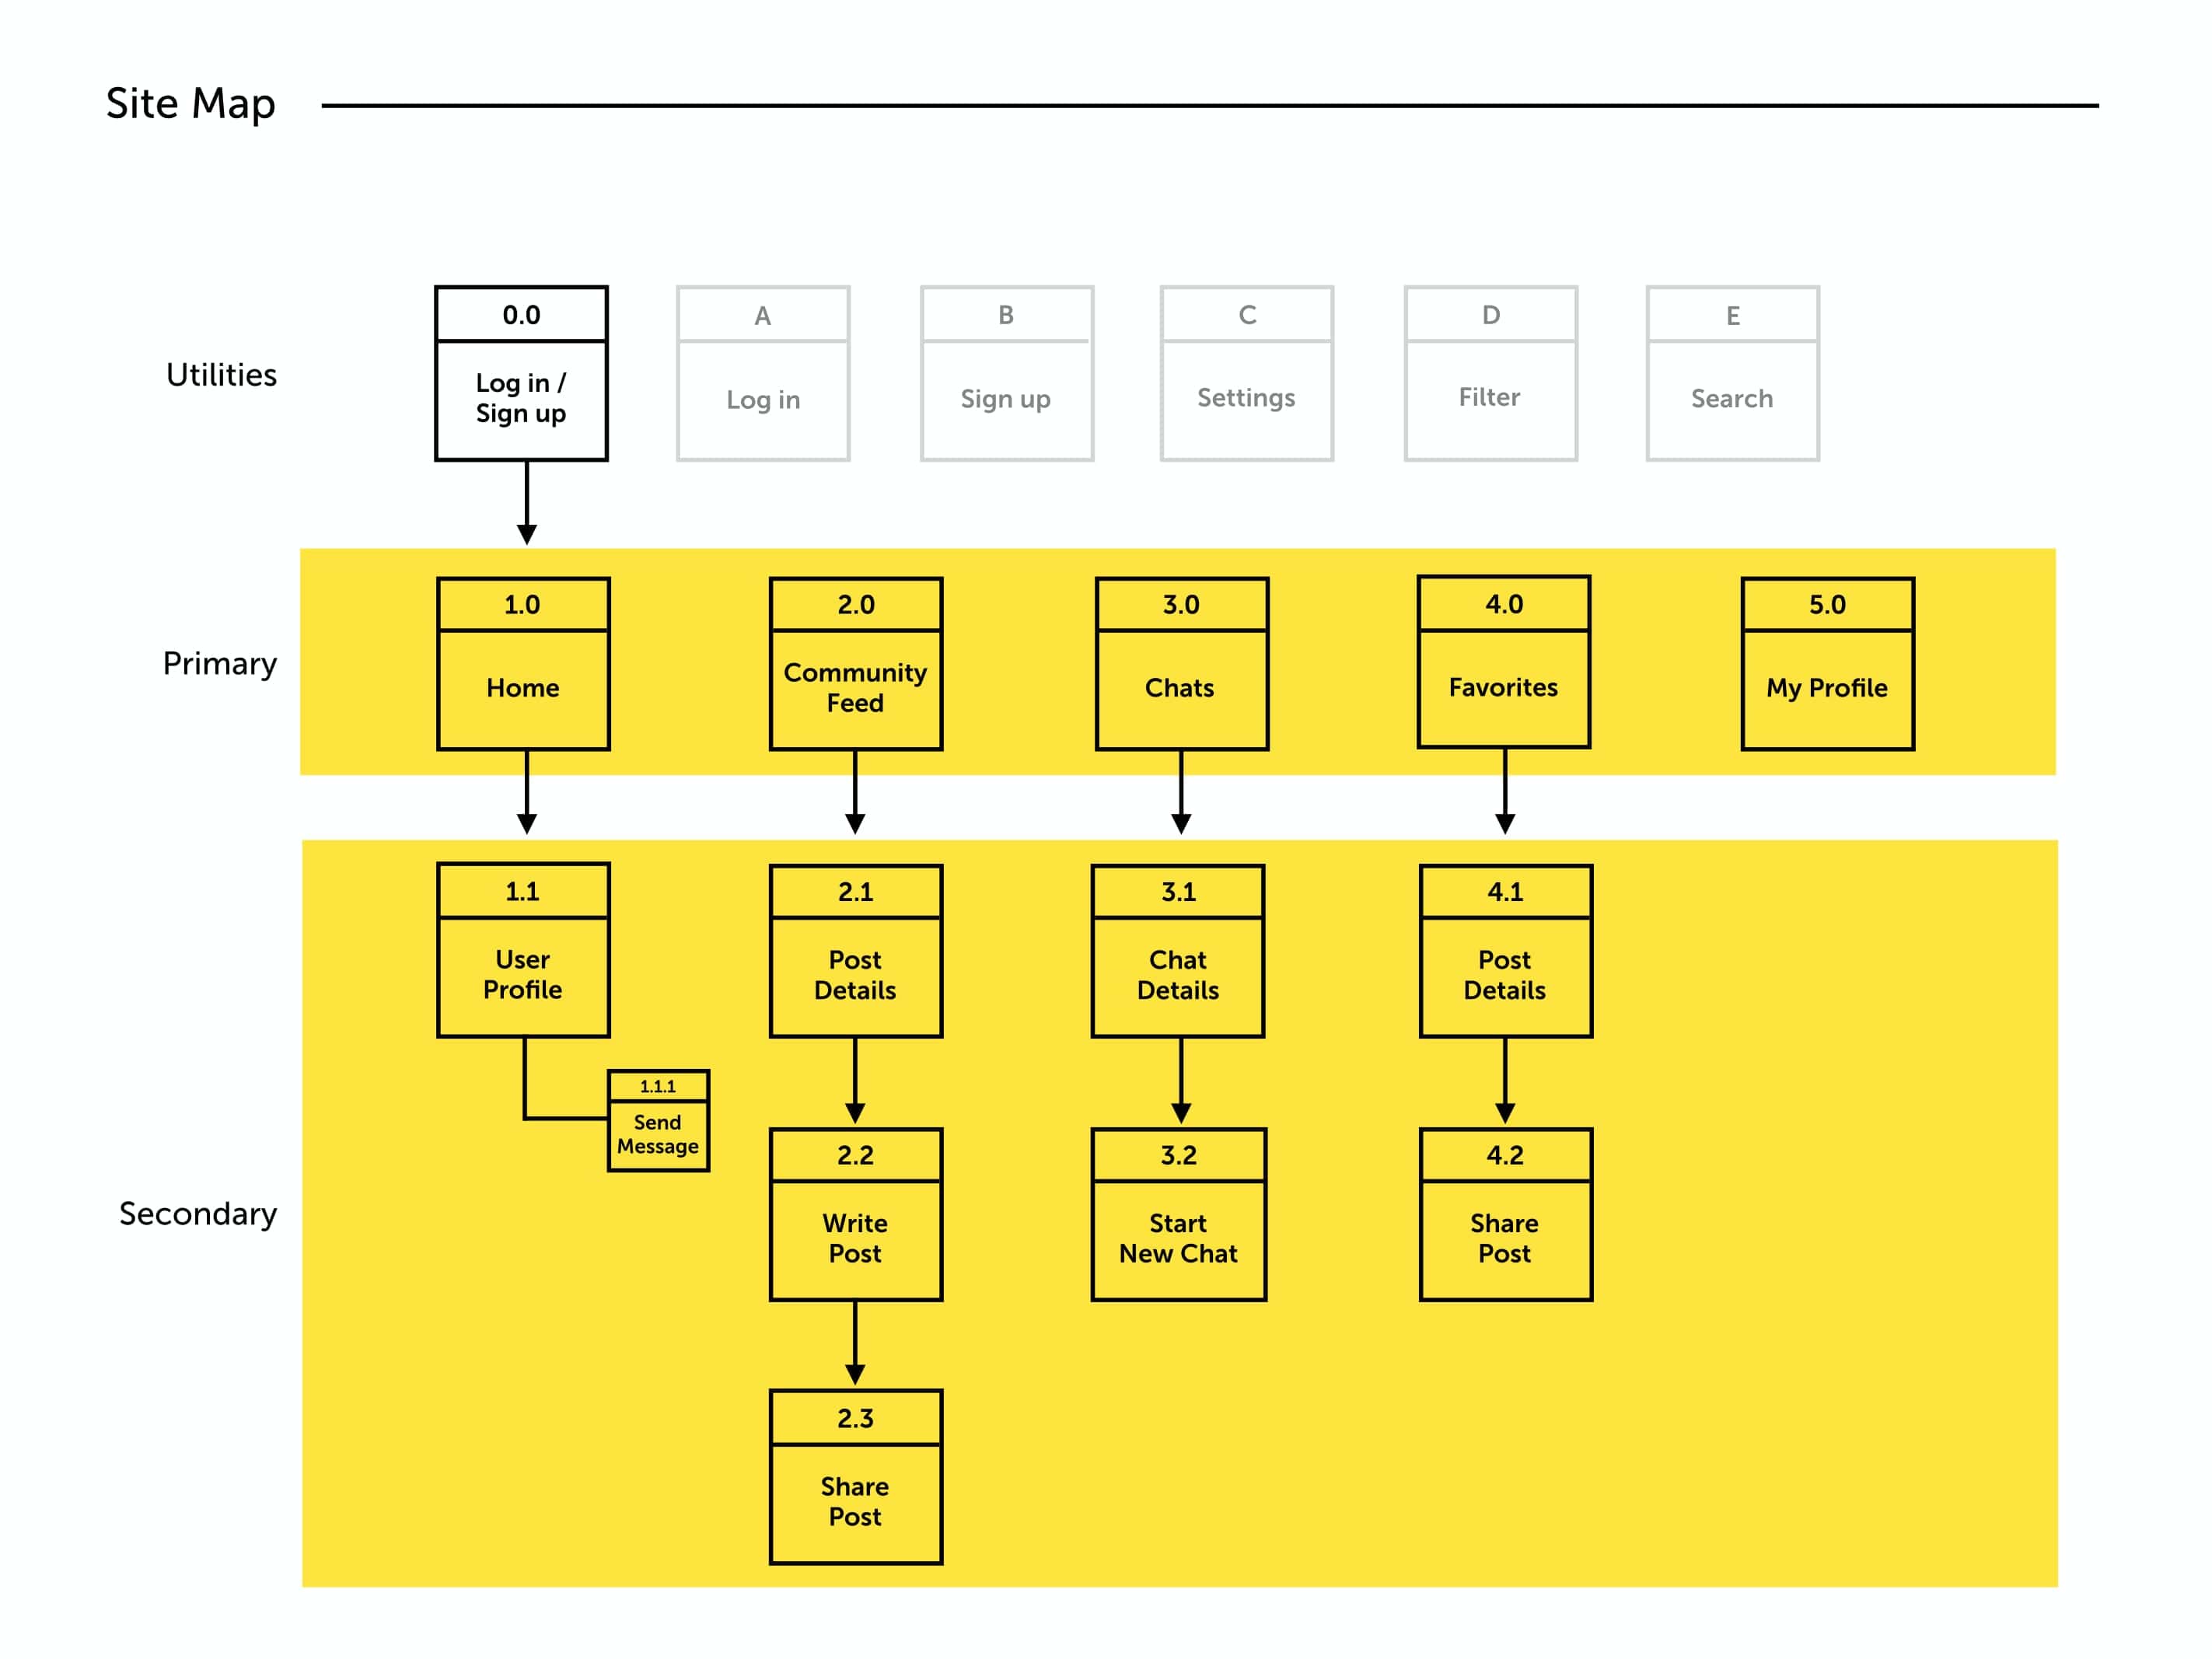 Site Map
Utilities
0.0
Log in /
Sign up
A
Log in
B
Sign up
C
Settings
D
Filter
E
Search
Primary
1.0
Home
2.0
Community
Feed
3.0
Chats
4.0
Favorites
5.0
My Profile
Secondary
1.1
User
Profile
1.1.1
Send
Message
2.1
Post
Details
2.2
Write
Post
2.3
Share
Post
3.1
Chat
Details
3.2
Start
New Chat
4.1
Post
Details
4.2
Share
Post